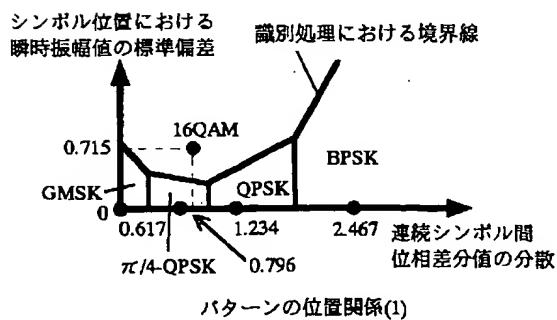 シンボル位置における
瞬時振幅値の標準偏差
識別処理における境界線
0.715
16QAM
BPSK
GMSK
QPSK
0
0.617
1.234
2.467
連続シンボル間
位相差分値の分散
π/4-QPSK
0.796
パターンの位置関係(1)